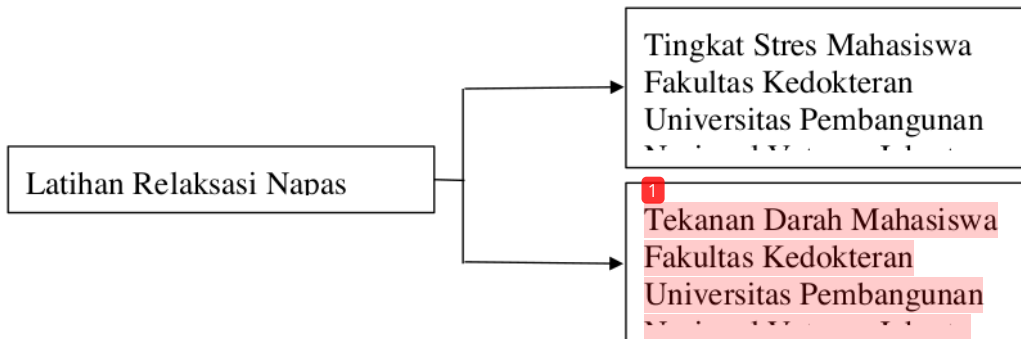 Tingkat Stres Mahasiswa
Fakultas Kedokteran
Universitas Pembangunan
Latihan Relaksasi Napas
1
Tekanan Darah Mahasiswa
Fakultas Kedokteran
Universitas Pembangunan